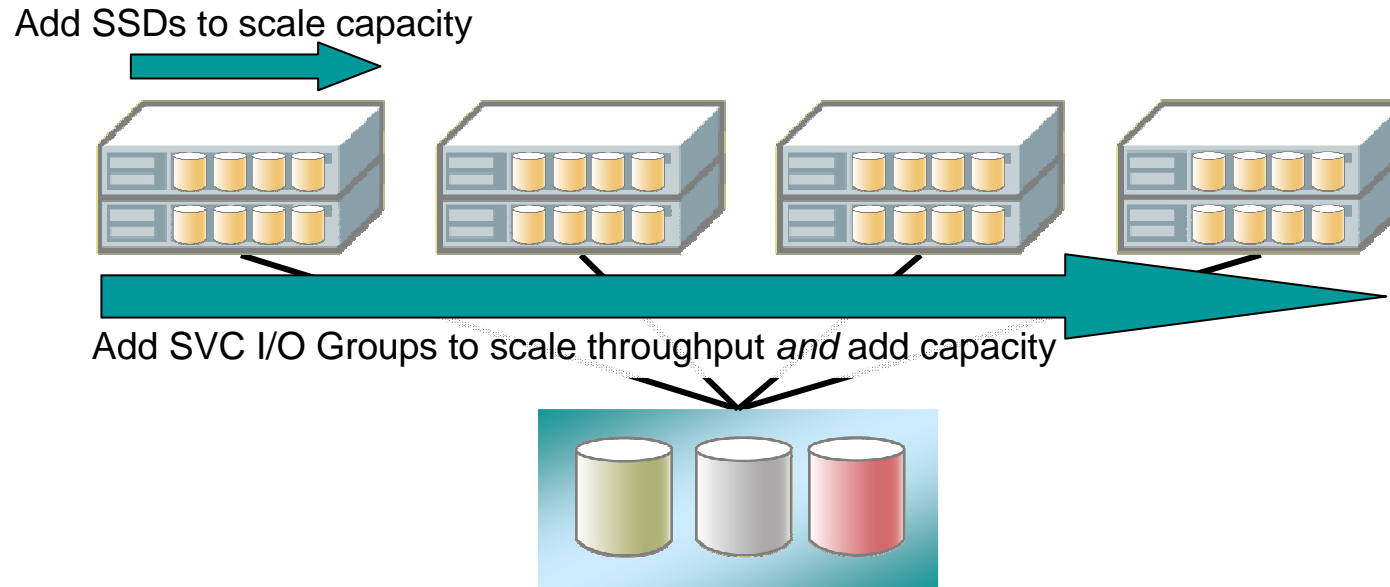 Add SSDs to scale capacity
Add SVC I/O Groups to scale throughput and add capacity